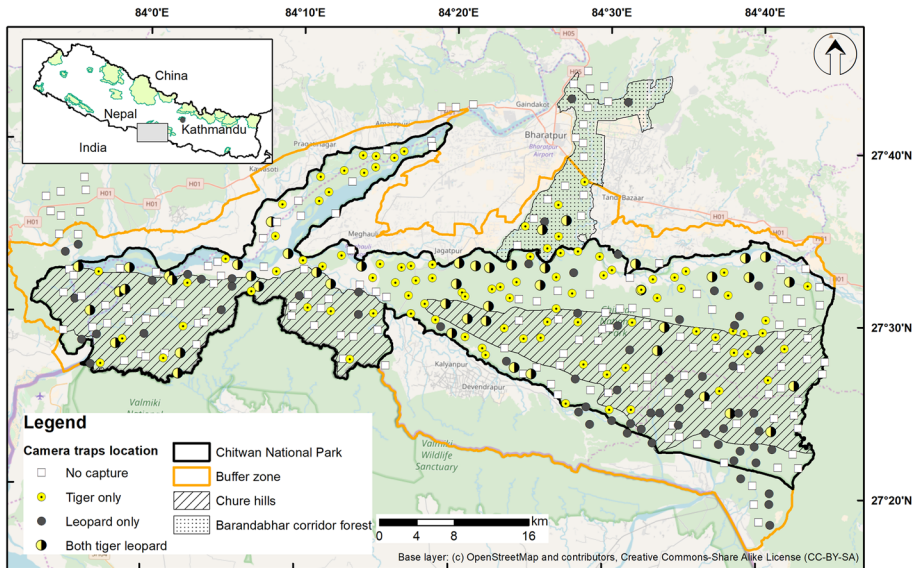 84°0'E 84°10'E 84°20'E 84°30'E 84°40'E
H05
China
Nepal
Kathmandu
India
Gaindakot
Amarapuri
Bharatpur
Pragatinagar
Bharatpur
Airport
27°40'N
Kawasoti
H01
H01
H01
H01
Tandi Bazaar
H01
Meghauli
Jagatpur
27°30'N
Kalyanpur
Devendrapur
Valmiki
Valmiki
Wildlife
Sanctuary
27°20'N
Legend
Camera traps location
No capture
Tiger only
Leopard only
Both tiger leopard
Chitwan National Park
Buffer zone
Chure hills
Barandabhar corridor forest
km
0 4 8 16
Base layer: (c) OpenStreetMap and contributors, Creative Commons-Share Alike License (CC-BY-SA)